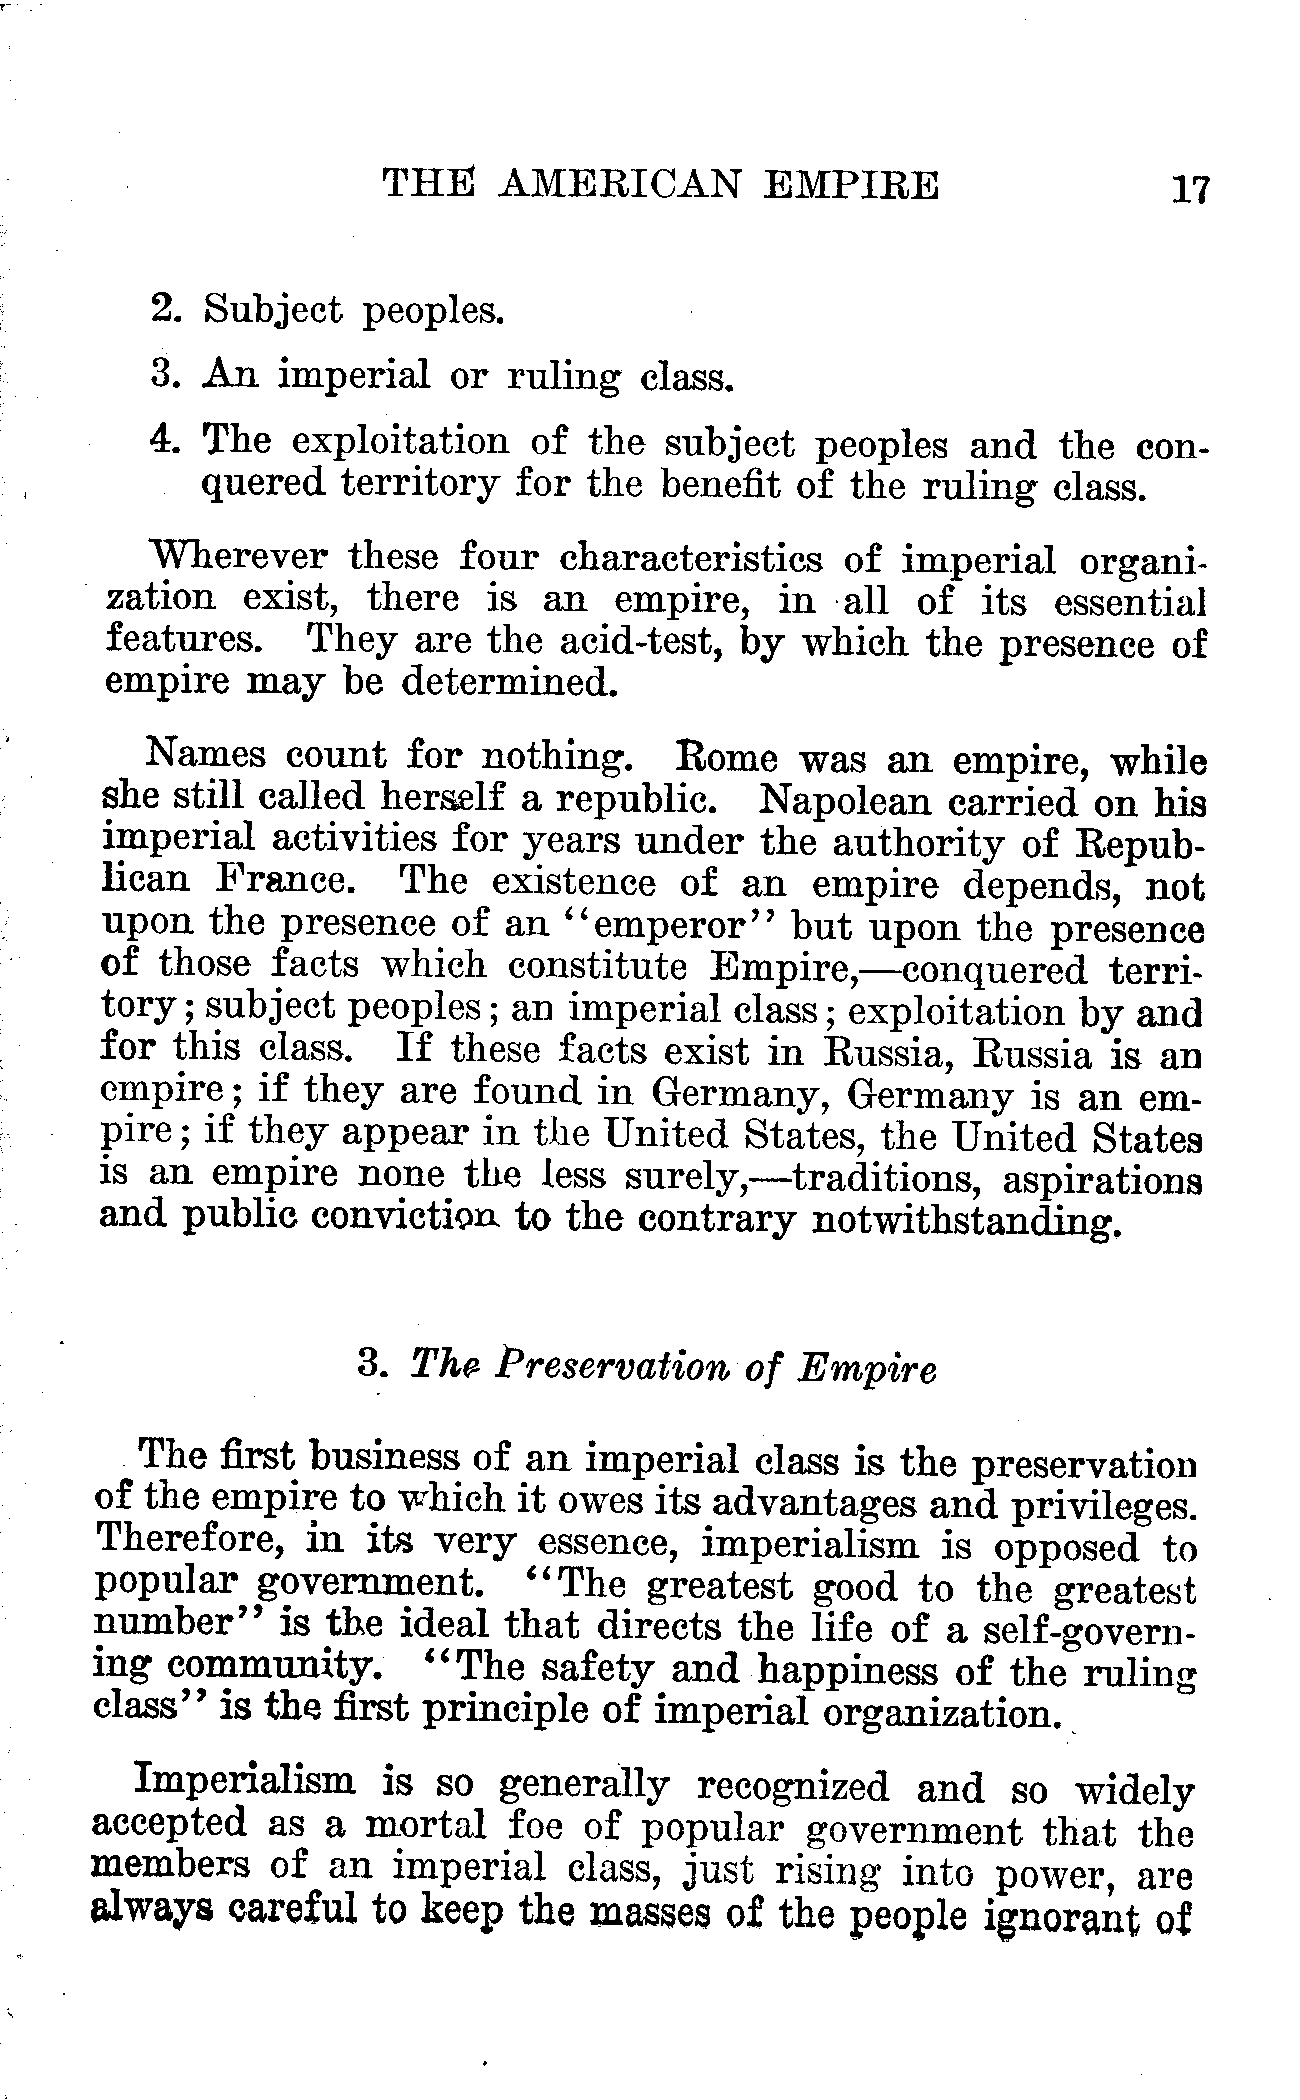 THE AMERICAN EMPIRE 17
2. Subject peoples.
3. An imperial or ruling class.
4. The exploitation of the subject peoples and the con-
quered territory for the benefit of the ruling class.
Wherever these four characteristics of imperial organi-
zation exist, there is an empire, in all of its essential
features. They are the acid-test, by which the presence of
empire may be determined.
Names count for nothing. Rome was an empire, while
she still called herself a republic. Napolean carried on his
imperial activities for years under the authority of Repub-
lican France. The existence of an "emperor" depends, not
upon the presence of an "emperor" but upon the presence
of those facts which constitute Empire,—conquered terri-
tory; subject peoples; an imperial class; exploitation by and
for this class. If these facts exist in Russia, Russia is an
empire; if they are found in Germany, Germany is an em-
pire; if they appear in the United States, the United States
is an empire none the less surely,—traditions, aspirations
and public conviction to the contrary notwithstanding.
3. The Preservation of Empire
The first business of an imperial class is the preservation
of the empire to which it owes its advantages and privileges.
Therefore, in its very essence, imperialism is opposed to
popular government. "The greatest good to the greatest
number" is the ideal that directs the life of a self-govern-
ing community. "The safety and happiness of the ruling
class" is the first principle of imperial organization.
Imperialism is so generally recognized and so widely
accepted as a mortal foe of popular government that the
members of an imperial class, just rising into power, are
always careful to keep the masses of the people ignorant of